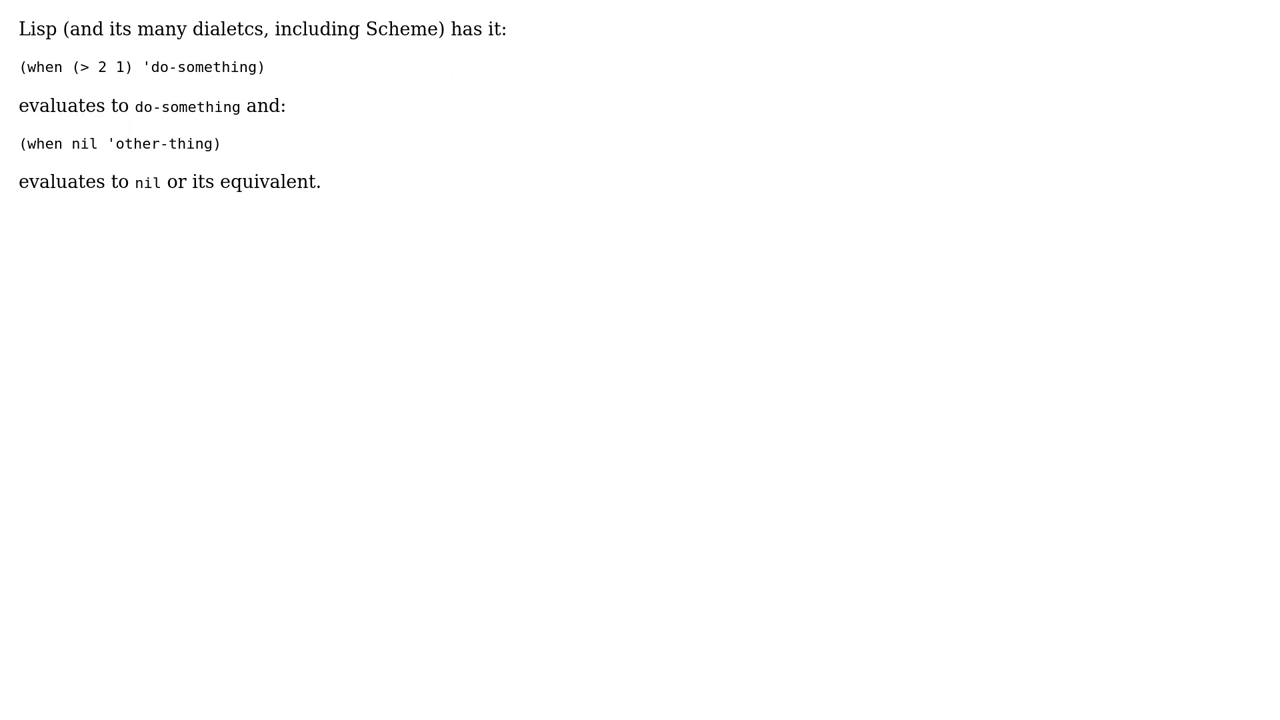 Lisp (and its many dialetcs, including Scheme) has it:
(when (> 2 1) 'do-something)
evaluates to do-something and:
(when nil 'other-thing)
evaluates to nil or its equivalent.